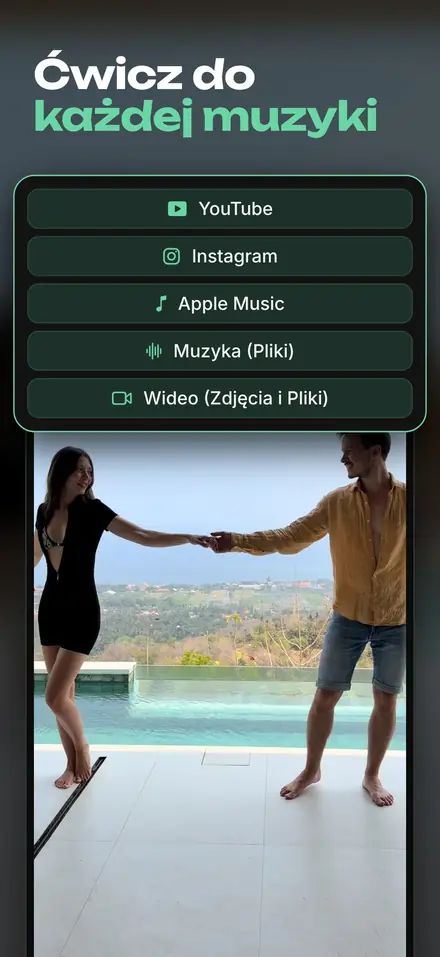 Ćwicz do
każdej muzyki
YouTube
Instagram
Apple Music
Muzyka (Pliki)
Wideo (Zdjęcia i Pliki)